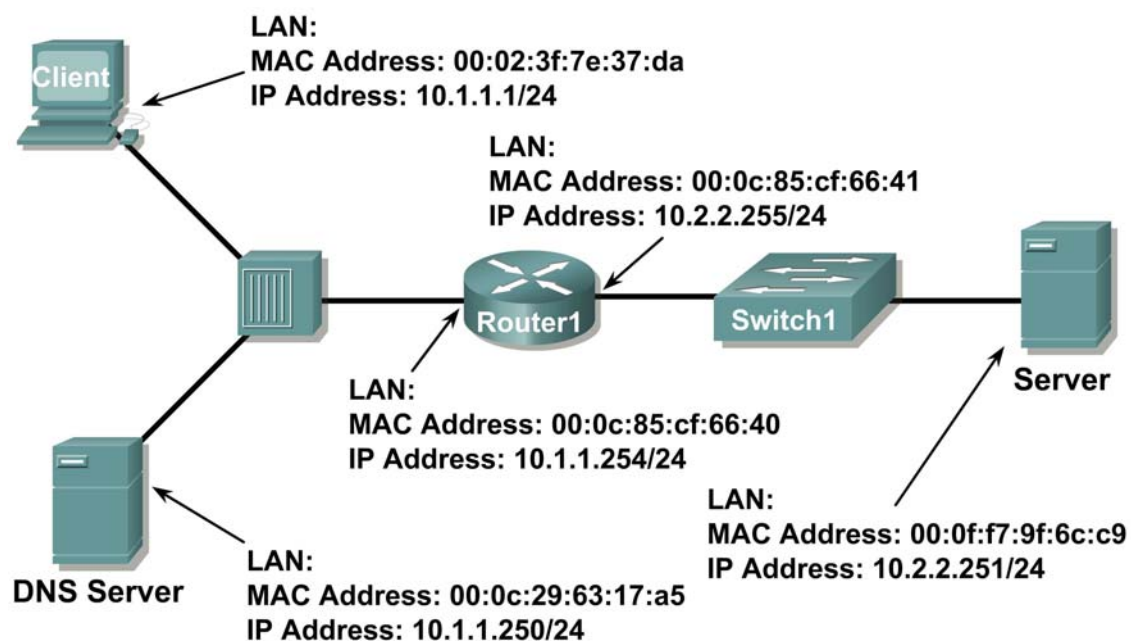 LAN:
MAC Address: 00:02:3f:7e:37:da
IP Address: 10.1.1.1/24
Client
LAN:
MAC Address: 00:0c:85:cf:66:41
IP Address: 10.2.2.255/24
Router1
Switch1
Server
LAN:
MAC Address: 00:0c:85:cf:66:40
IP Address: 10.1.1.254/24
LAN:
MAC Address: 00:0f:f7:9f:6c:c9
IP Address: 10.2.2.251/24
DNS Server
LAN:
MAC Address: 00:0c:29:63:17:a5
IP Address: 10.1.1.250/24